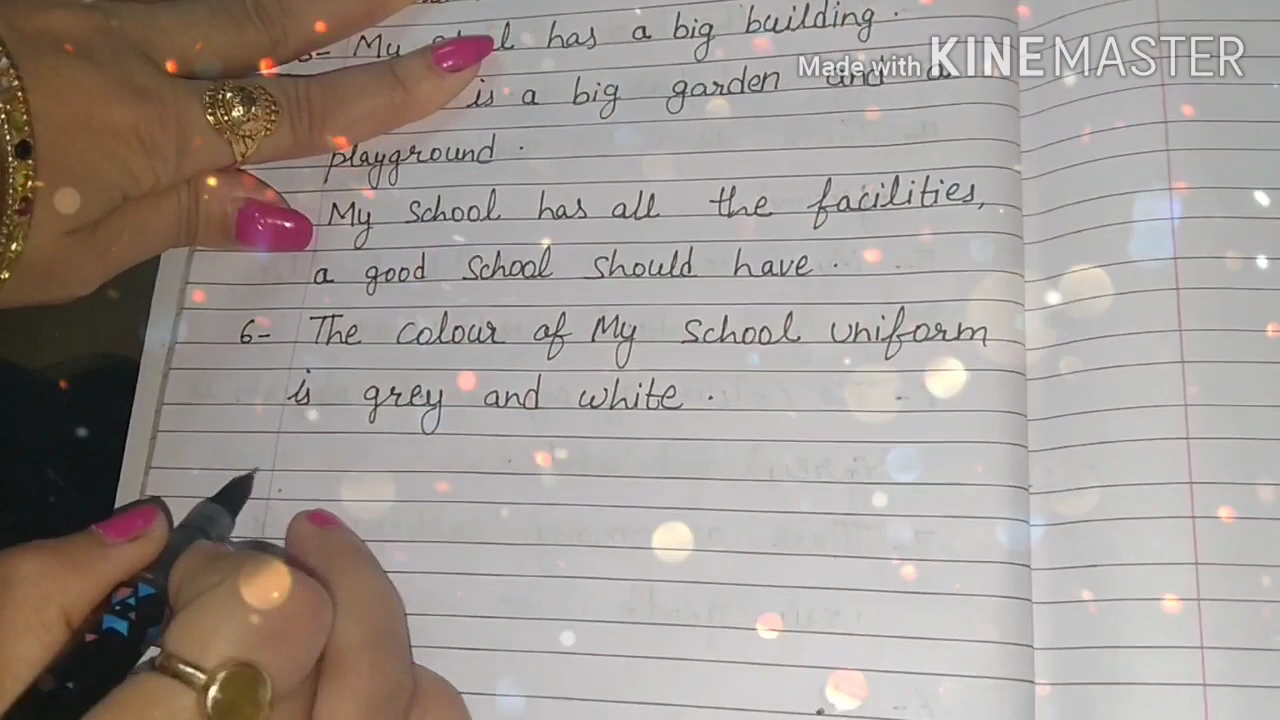 My has a big building.
Made with KINEMASTER
is a big garden and a
playground.
My school has all the facilities,
a good school should have.
6- The colour of My school uniform
is grey and white.